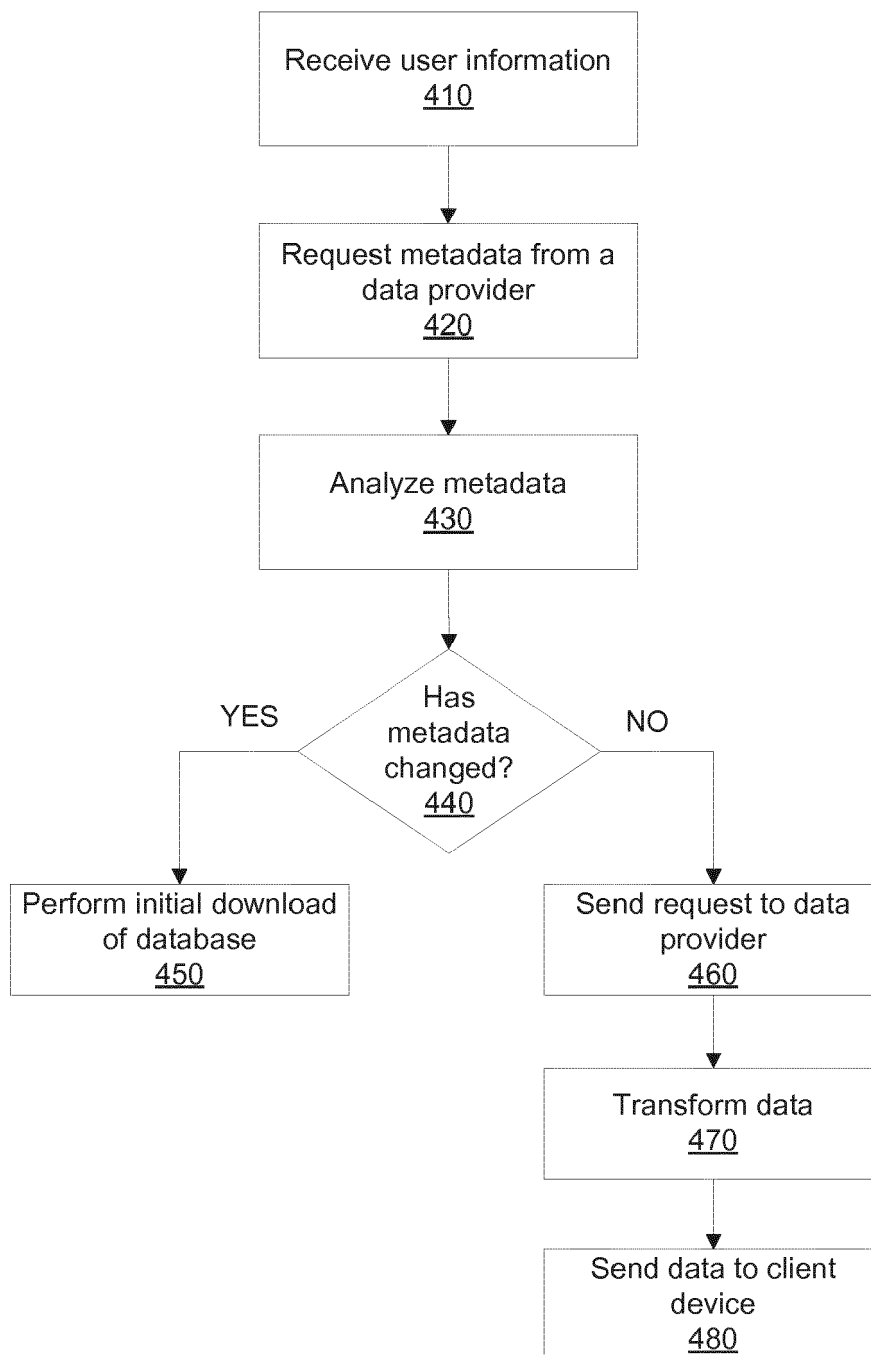 Receive user information
410
Request metadata from a
data provider
420
Analyze metadata
430
Has
metadata
changed?
440
YES
NO
Perform initial download
of database
450
Send request to data
provider
460
Transform data
470
Send data to client
device
480